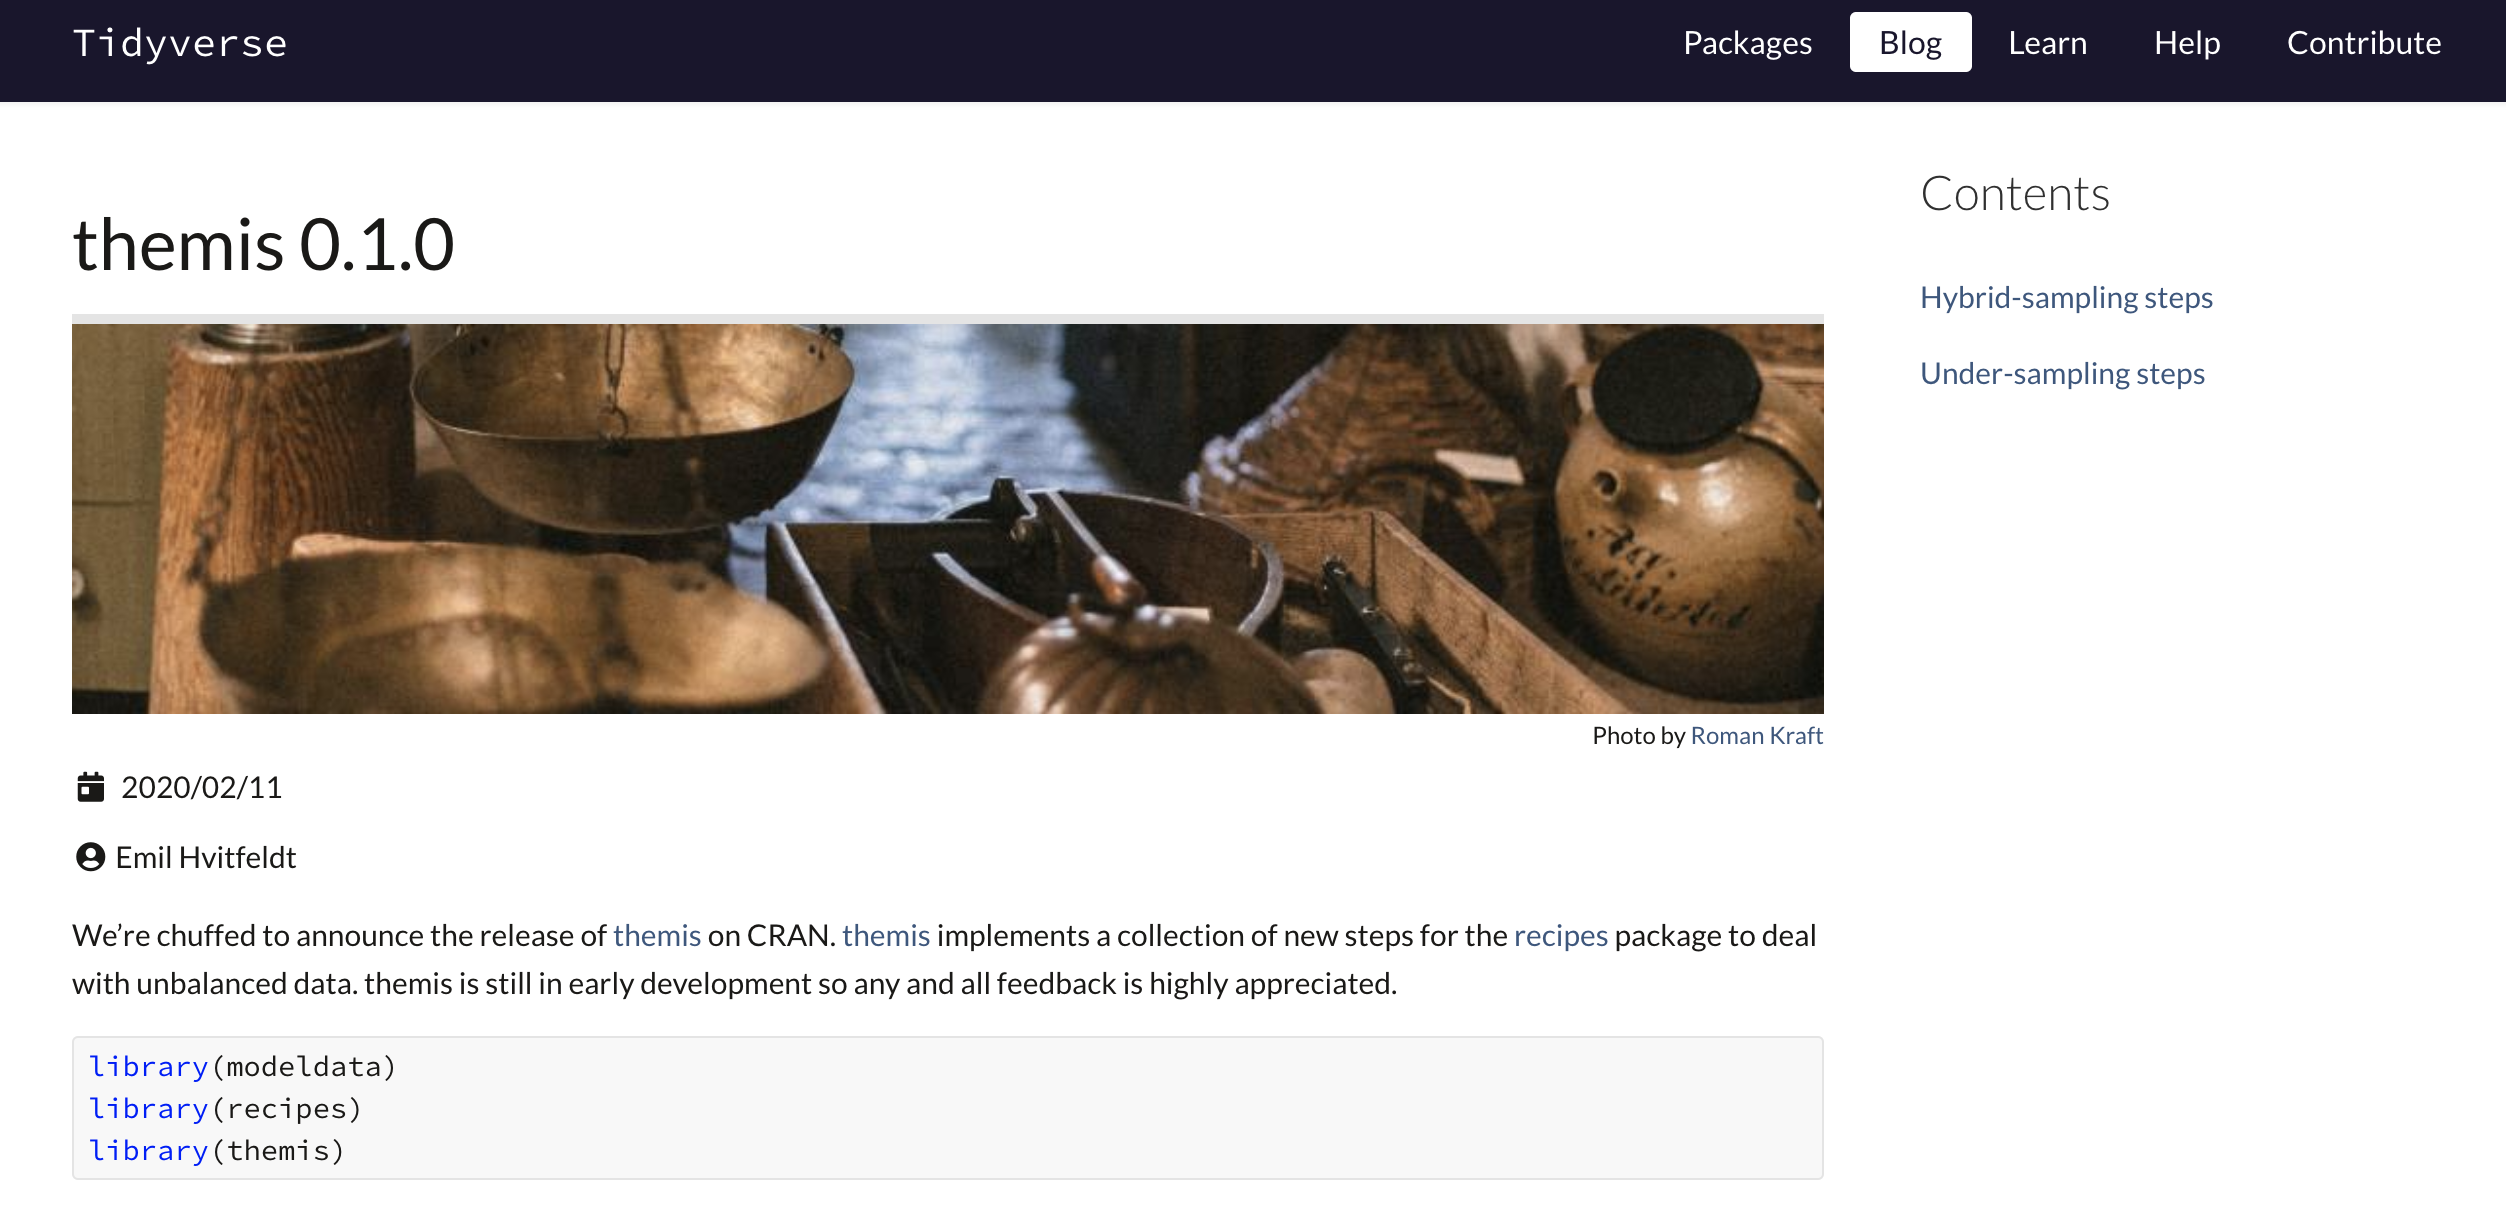 Tidyverse
Packages
Blog
Learn
Help
Contribute
themis 0.1.0
Photo by Roman Kraft
2020/02/11
Emil Hvitfeldt
We’re chuffed to announce the release of themis on CRAN. themis implements a collection of new steps for the recipes package to deal
with unbalanced data. themis is still in early development so any and all feedback is highly appreciated.
library(modeldata)
library(recipes)
library(themis)
Contents
Hybrid-sampling steps
Under-sampling steps